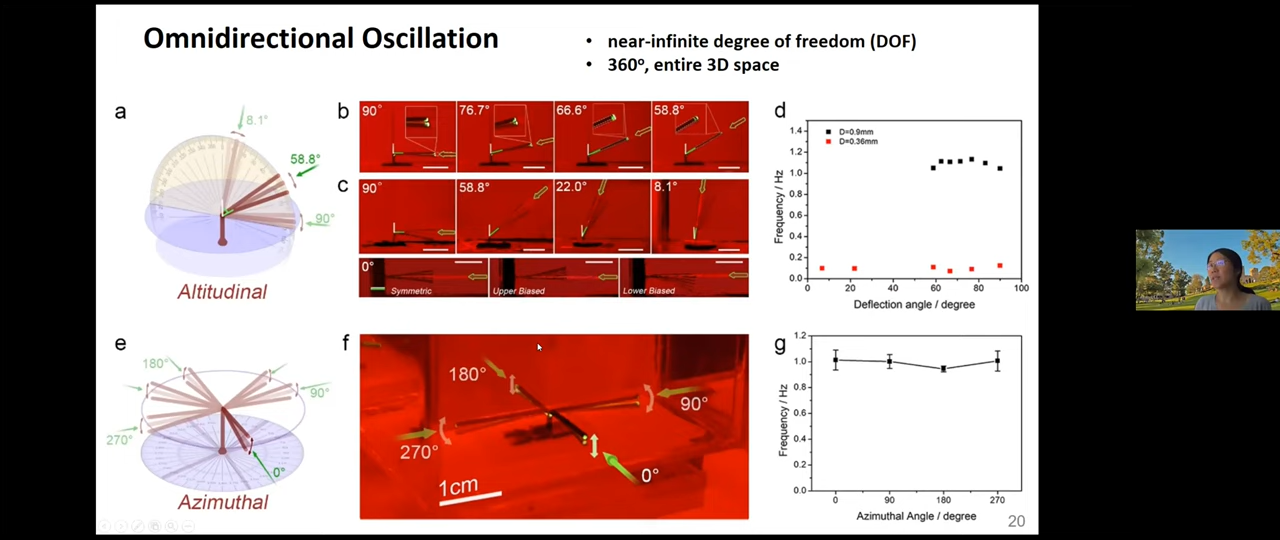 Omnidirectional Oscillation
• near-infinite degree of freedom (DOF)
• 360°, entire 3D space
a
8.1°
58.8°
90°
Altitudinal
b
90°
76.7°
66.6°
58.8°
c
90°
58.8°
22.0°
8.1°
0°
Symmetric
Upper Biased
Lower Biased
d
D=0.9mm
D=0.36mm
1.4
1.2
1.0
0.8
0.6
0.4
0.2
0.0
0 20 40 60 80 100
Frequency / Hz
Deflection angle / degree
e
180°
90°
270°
0°
Azimuthal
f
180°
90°
270°
0°
1cm
g
1.2
1.0
0.8
0.6
0.4
0.2
0.0
0 90 180 270
Frequency / Hz
Azimuthal Angle / degree
20